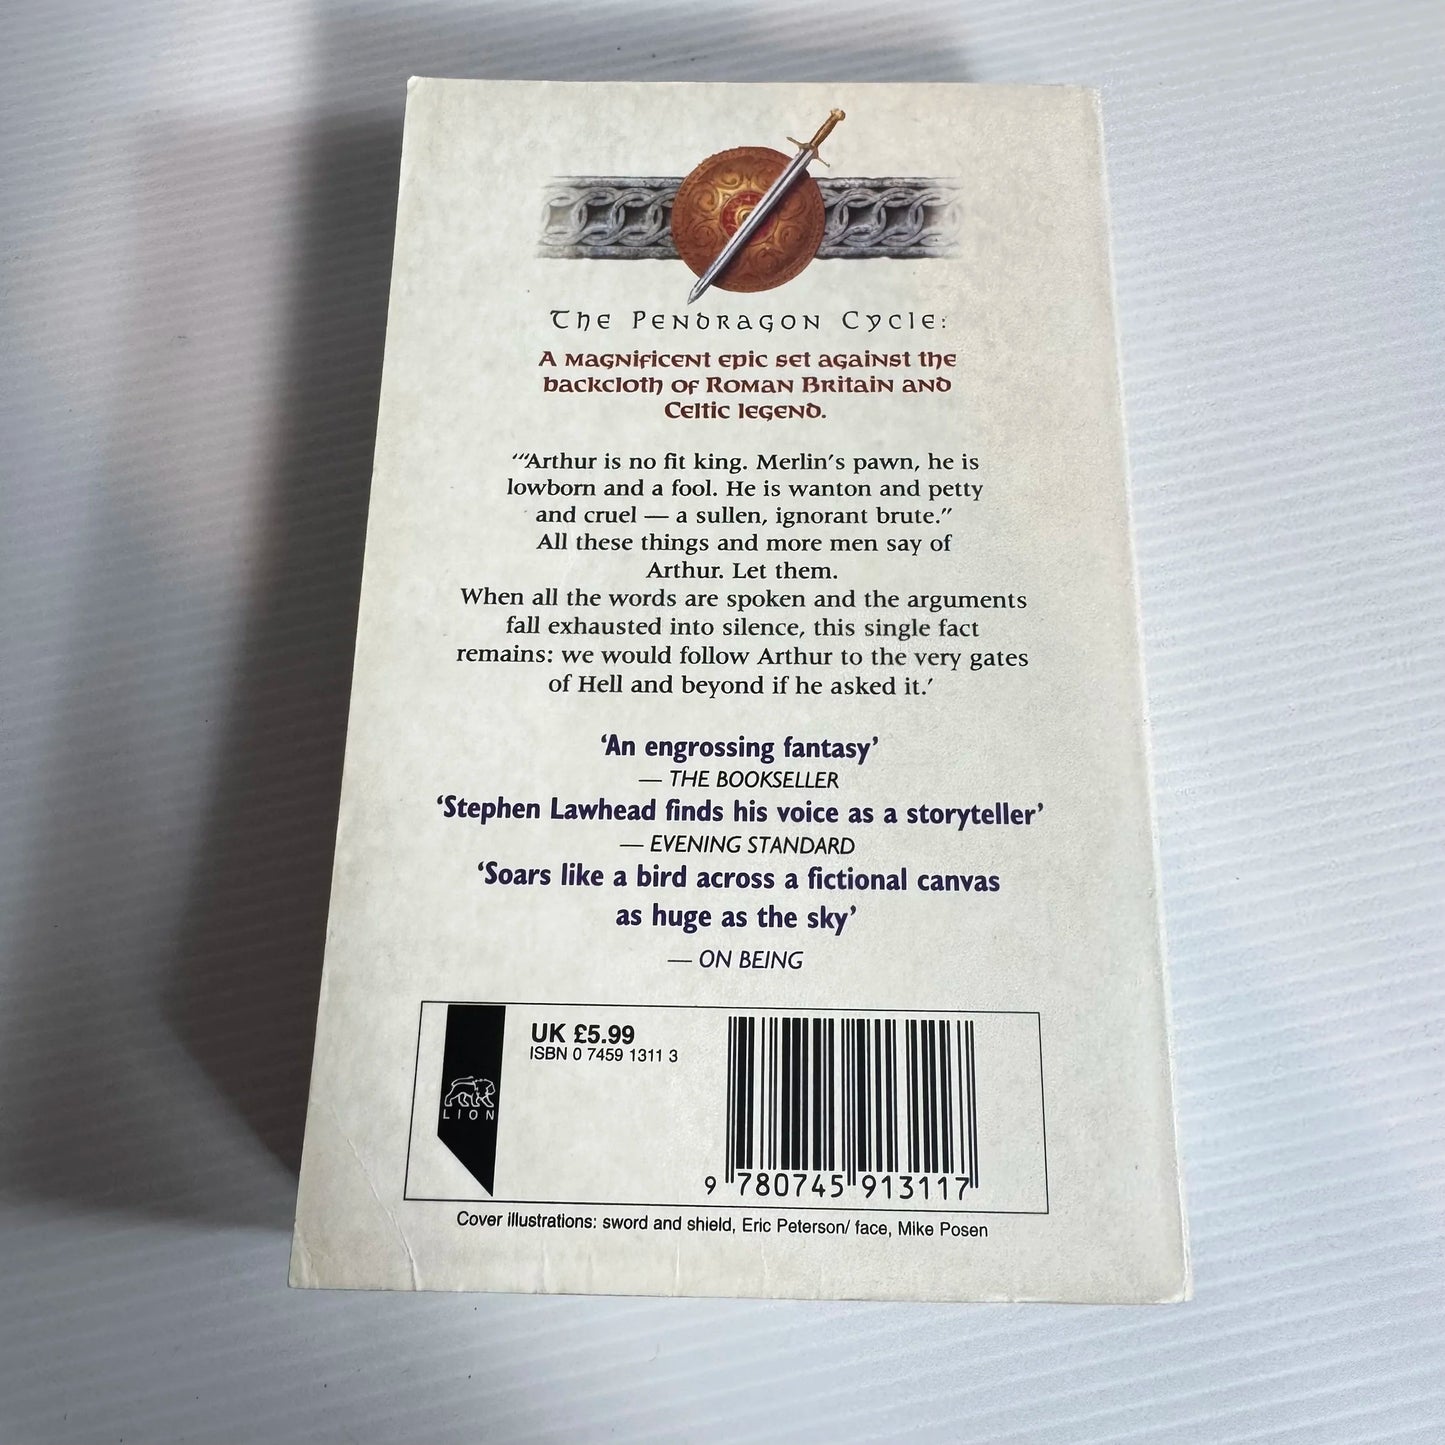 The Pendragon Cycle:
A magnificent epic set against the
backcloth of Roman Britain and
Celtic legend.
‘“Arthur is no fit king. Merlin’s pawn, he is
lowborn and a fool. He is wanton and petty
and cruel — a sullen, ignorant brute.”
All these things and more men say of
Arthur. Let them.
When all the words are spoken and the arguments
fall exhausted into silence, this single fact
remains: we would follow Arthur to the very gates
of Hell and beyond if he asked it.’
‘An engrossing fantasy’
— THE BOOKSELLER
‘Stephen Lawhead finds his voice as a storyteller’
— EVENING STANDARD
‘Soars like a bird across a fictional canvas
as huge as the sky’
— ON BEING
UK £5.99
ISBN 0 7459 1311 3
LION
9 780745 913117
Cover illustrations: sword and shield, Eric Peterson/ face, Mike Posen